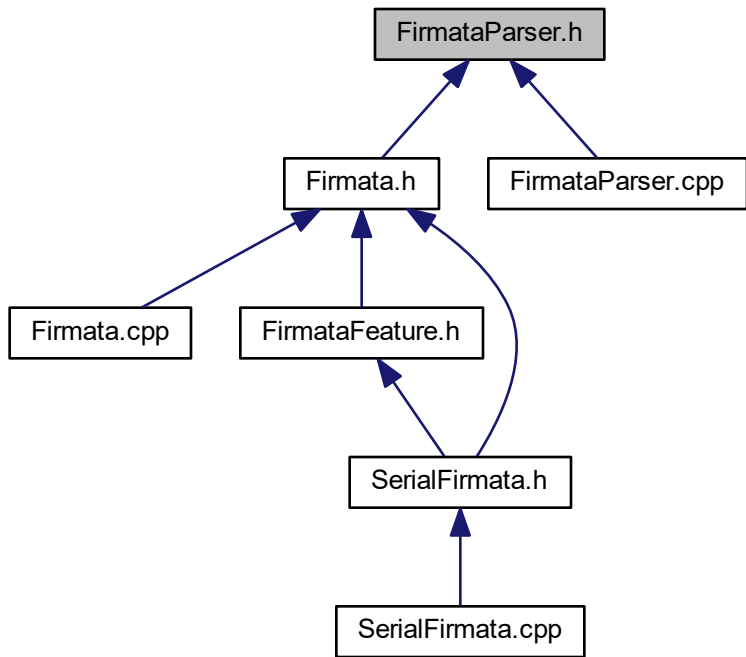 FirmataParser.h
Firmata.h
FirmataParser.cpp
Firmata.cpp
FirmataFeature.h
SerialFirmata.h
SerialFirmata.cpp